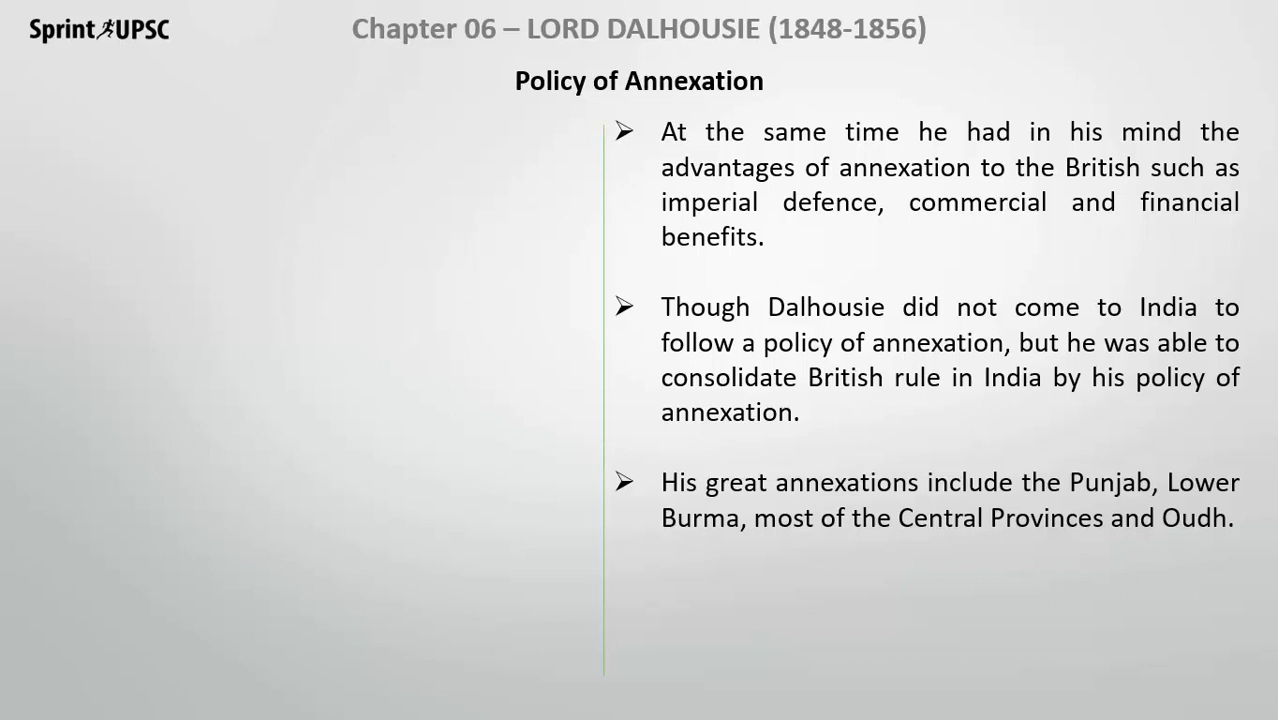 Sprint UPSC
Chapter 06 – LORD DALHOUSIE (1848-1856)
Policy of Annexation
➢ At the same time he had in his mind the
advantages of annexation to the British such as
imperial defence, commercial and financial
benefits.
➢ Though Dalhousie did not come to India to
follow a policy of annexation, but he was able to
consolidate British rule in India by his policy of
annexation.
➢ His great annexations include the Punjab, Lower
Burma, most of the Central Provinces and Oudh.